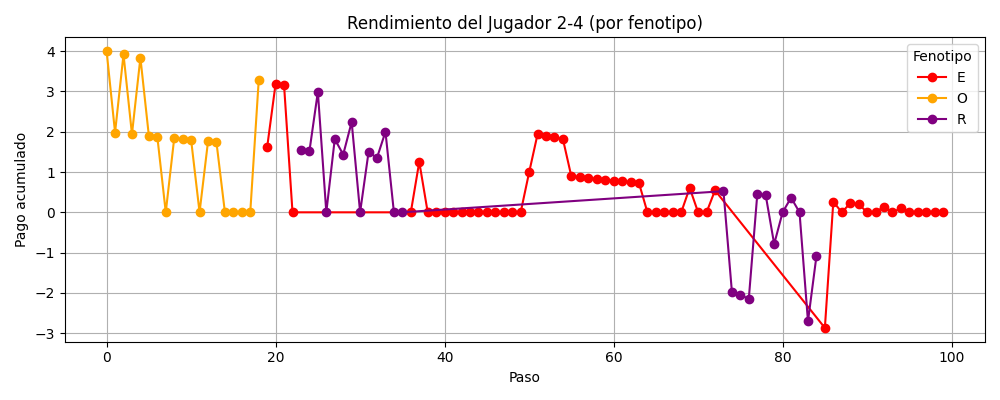 Rendimiento del Jugador 2-4 (por fenotipo)
Pago acumulado
4
3
2
1
0
−1
−2
−3
Fenotipo
E
O
R
0 20 40 60 80 100
Paso